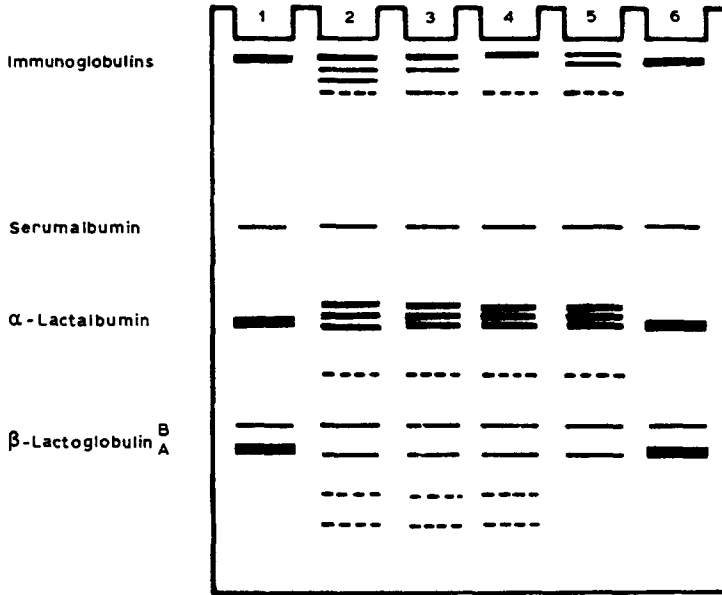 1 2 3 4 5 6
Immunoglobulins
Serumalbumin
α-Lactalbumin
β-Lactoglobulin B
A